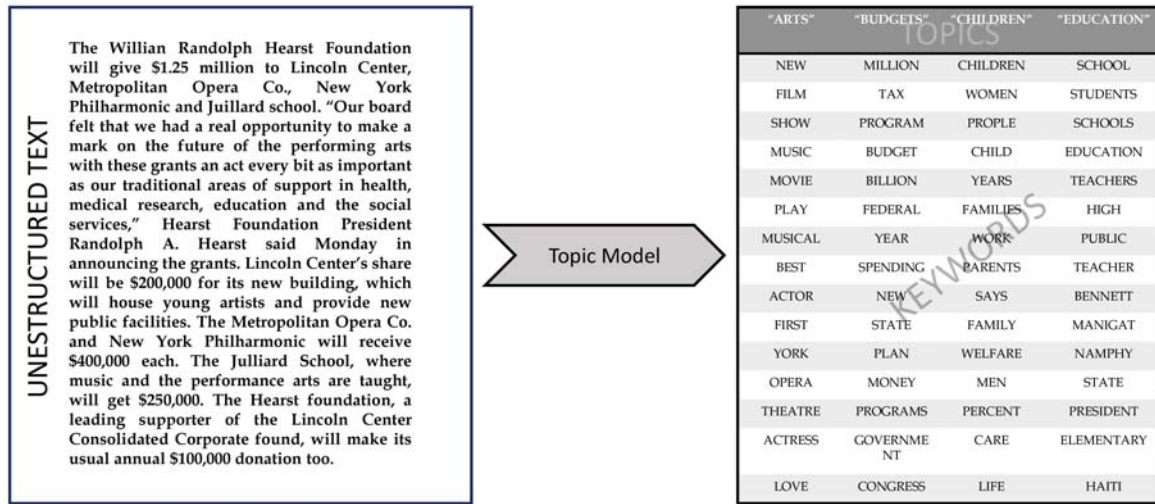 UNESTRUCTURED TEXT
The Willian Randolph Hearst Foundation
will give $1.25 million to Lincoln Center,
Metropolitan Opera Co., New York
Philharmonic and Juillard school. “Our board
felt that we had a real opportunity to make a
mark on the future of the performing arts
with these grants an act every bit as important
as our traditional areas of support in health,
medical research, education and the social
services,” Hearst Foundation President
Randolph A. Hearst said Monday in
announcing the grants. Lincoln Center’s share
will be $200,000 for its new building, which
will house young artists and provide new
public facilities. The Metropolitan Opera Co.
and New York Philharmonic will receive
$400,000 each. The Julliard School, where
music and the performance arts are taught,
will get $250,000. The Hearst foundation, a
leading supporter of the Lincoln Center
Consolidated Corporate found, will make its
usual annual $100,000 donation too.
Topic Model
“ARTS” “BUDGETS” “CHILDREN” “EDUCATION”
TOPICS
NEW MILLION CHILDREN SCHOOL
FILM TAX WOMEN STUDENTS
SHOW PROGRAM PROPLE SCHOOLS
MUSIC BUDGET CHILD EDUCATION
MOVIE BILLION YEARS TEACHERS
PLAY FEDERAL FAMILIES HIGH
MUSICAL YEAR WORK PUBLIC
BEST SPENDING PARENTS TEACHER
KEYWORDS
ACTOR NEW SAYS BENNETT
FIRST STATE FAMILY MANIGAT
YORK PLAN WELFARE NAMPHY
OPERA MONEY MEN STATE
THEATRE PROGRAMS PERCENT PRESIDENT
ACTRESS GOVERNME CARE ELEMENTARY
NT
LOVE CONGRESS LIFE HAITI